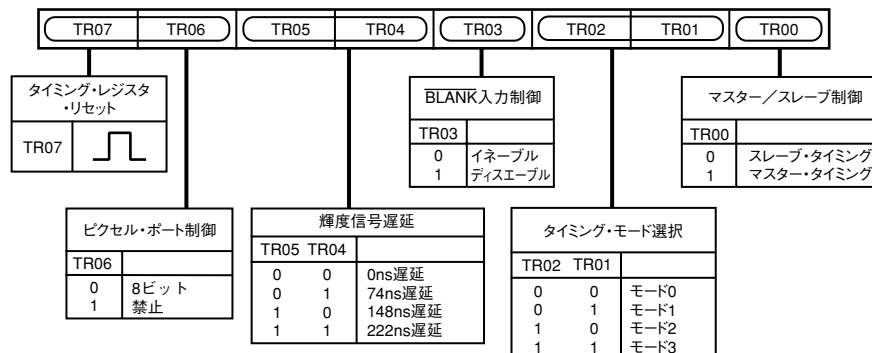 TR07 TR06 TR05 TR04 TR03 TR02 TR01 TR00
タイミング・レジスタ
・リセット
TR07
BLANK入力制御
TR03
0 イネーブル
1 ディスエーブル
マスター／スレーブ制御
TR00
0 スレーブ・タイミング
1 マスター・タイミング
ピクセル・ポート制御
TR06
0 8ビット
1 禁止
輝度信号遅延
TR05 TR04
0 0 0ns遅延
0 1 74ns遅延
1 0 148ns遅延
1 1 222ns遅延
タイミング・モード選択
TR02 TR01
0 0 モード0
0 1 モード1
1 0 モード2
1 1 モード3